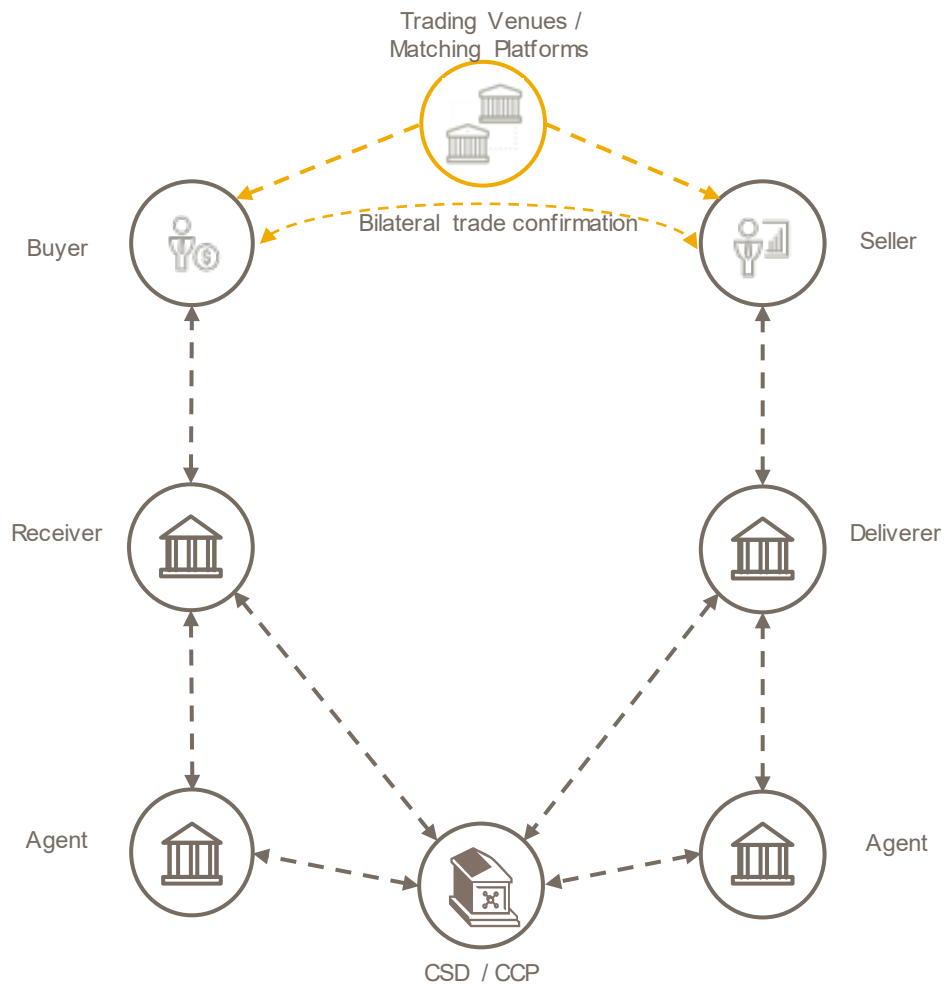 Trading Venues /
Matching Platforms
Bilateral trade confirmation
Buyer
Seller
$
Receiver
Deliverer
Agent
Agent
CSD / CCP